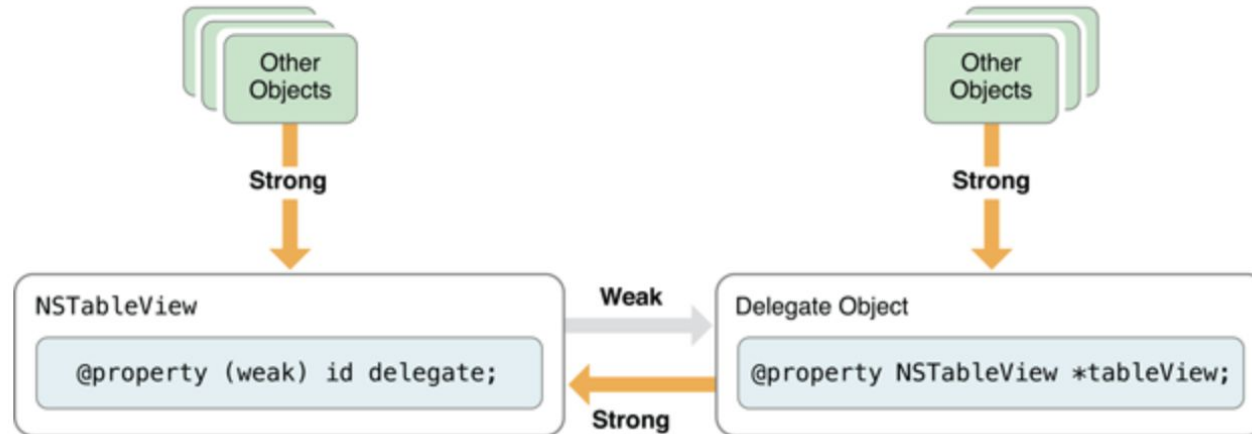 Other
Objects
Other
Objects
Strong
Strong
NSTableView
@property (weak) id delegate;
Weak
Strong
Delegate Object
@property NSTableView *tableView;